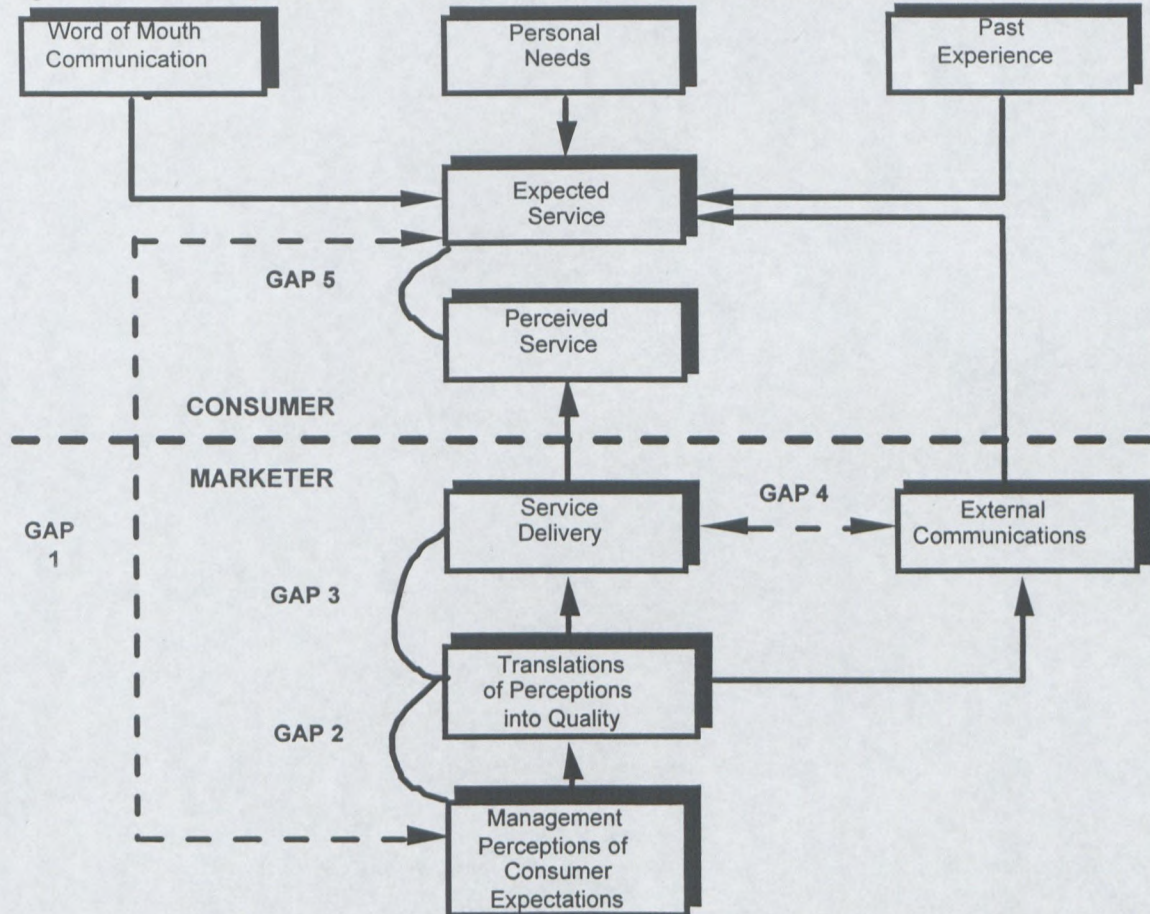 Word of Mouth
Communication
Personal
Needs
Past
Experience
Expected
Service
GAP 5
Perceived
Service
CONSUMER
MARKETER
GAP
1
Service
Delivery
GAP 4
External
Communications
GAP 3
Translations
of Perceptions
into Quality
GAP 2
Management
Perceptions of
Consumer
Expectations